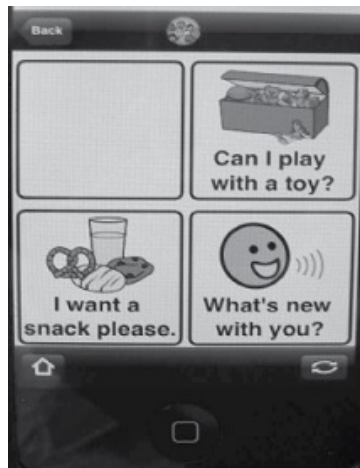 Back
Can I play
with a toy?
I want a
snack please.
What's new
with you?